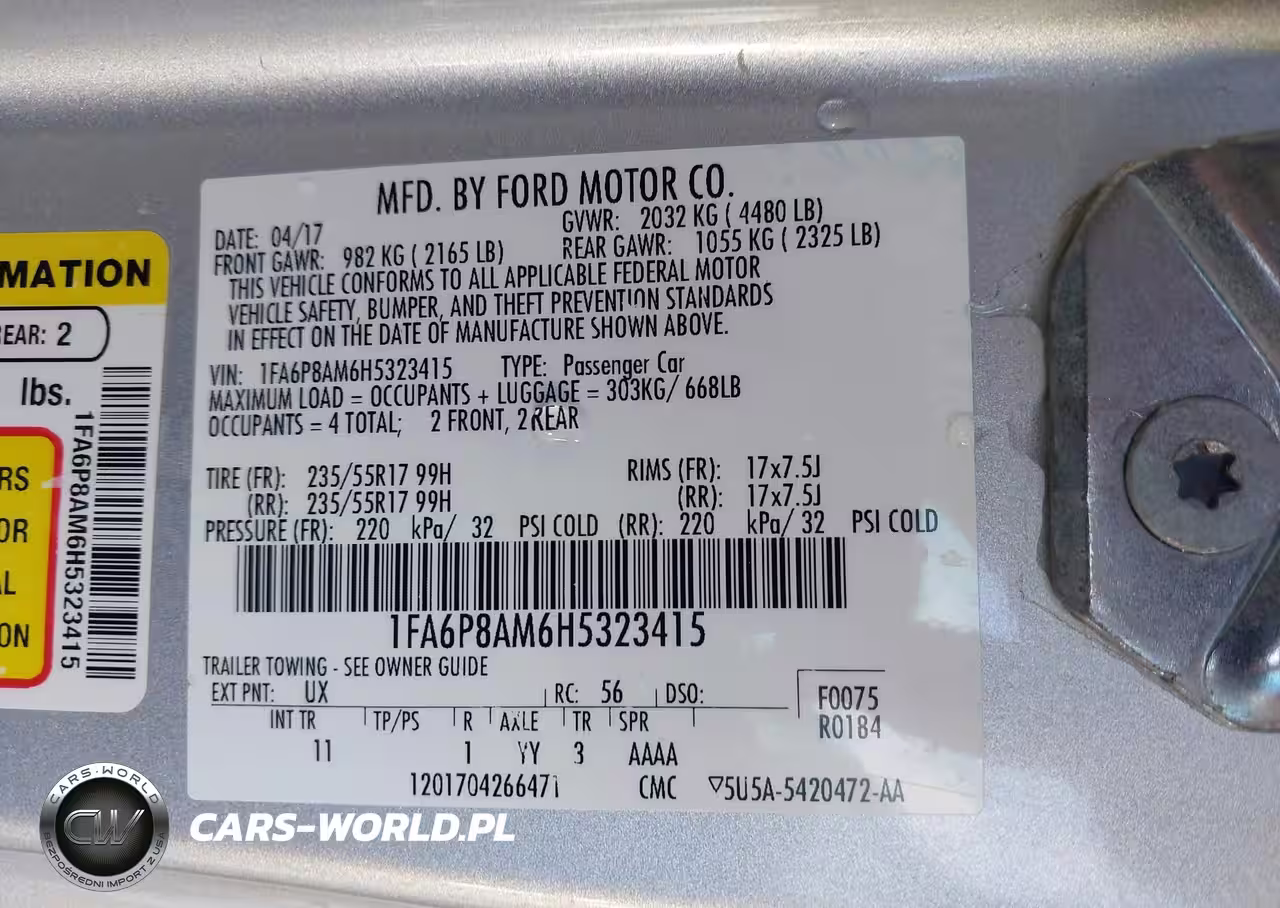 MFD. BY FORD MOTOR CO.
DATE: 04/17 GVWR: 2032 KG ( 4480 LB)
FRONT GAWR: 982 KG ( 2165 LB) REAR GAWR: 1055 KG ( 2325 LB)
THIS VEHICLE CONFORMS TO ALL APPLICABLE FEDERAL MOTOR
VEHICLE SAFETY, BUMPER, AND THEFT PREVENTION STANDARDS
IN EFFECT ON THE DATE OF MANUFACTURE SHOWN ABOVE.
VIN: 1FA6P8AM6H5323415 TYPE: Passenger Car
MAXIMUM LOAD = OCCUPANTS + LUGGAGE = 303KG/ 668LB
OCCUPANTS = 4 TOTAL; 2 FRONT, 2 REAR
TIRE (FR): 235/55R17 99H RIMS (FR): 17x7.5J
(RR): 235/55R17 99H (RR): 17x7.5J
PRESSURE (FR): 220 kPa/ 32 PSI COLD (RR): 220 kPa/ 32 PSI COLD
1FA6P8AM6H5323415
TRAILER TOWING - SEE OWNER GUIDE
EXT PNT: UX RC: 56 DSO:
F0075
R0184
INT TR TP/PS R AXLE TR SPR
11 1 YY 3 AAAA
1201704266471 CMC ▽5U5A-5420472-AA
MATION
EAR: 2
lbs.
1FA6P8AM6H5323415
RS
OR
AL
ON
CARS-WORLD
CW
BEZPOŚREDNI IMPORT Z USA
CARS-WORLD.PL